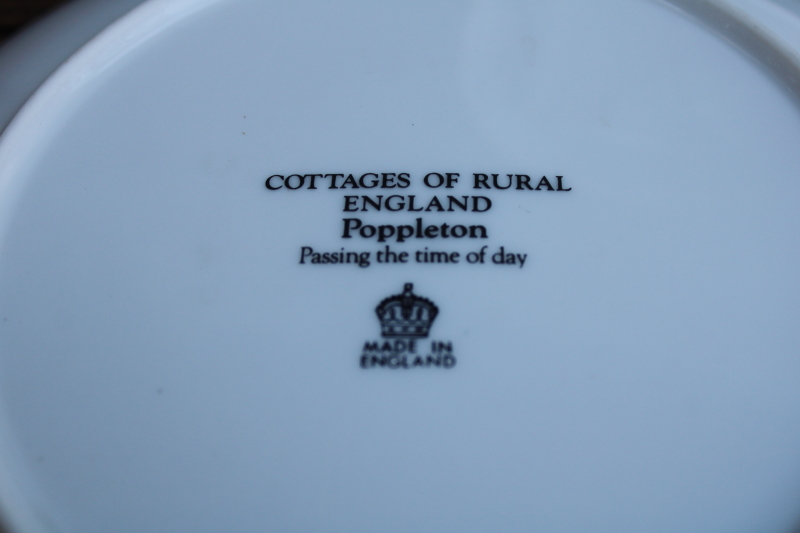 COTTAGES OF RURAL
ENGLAND
Poppleton
Passing the time of day
MADE IN
ENGLAND